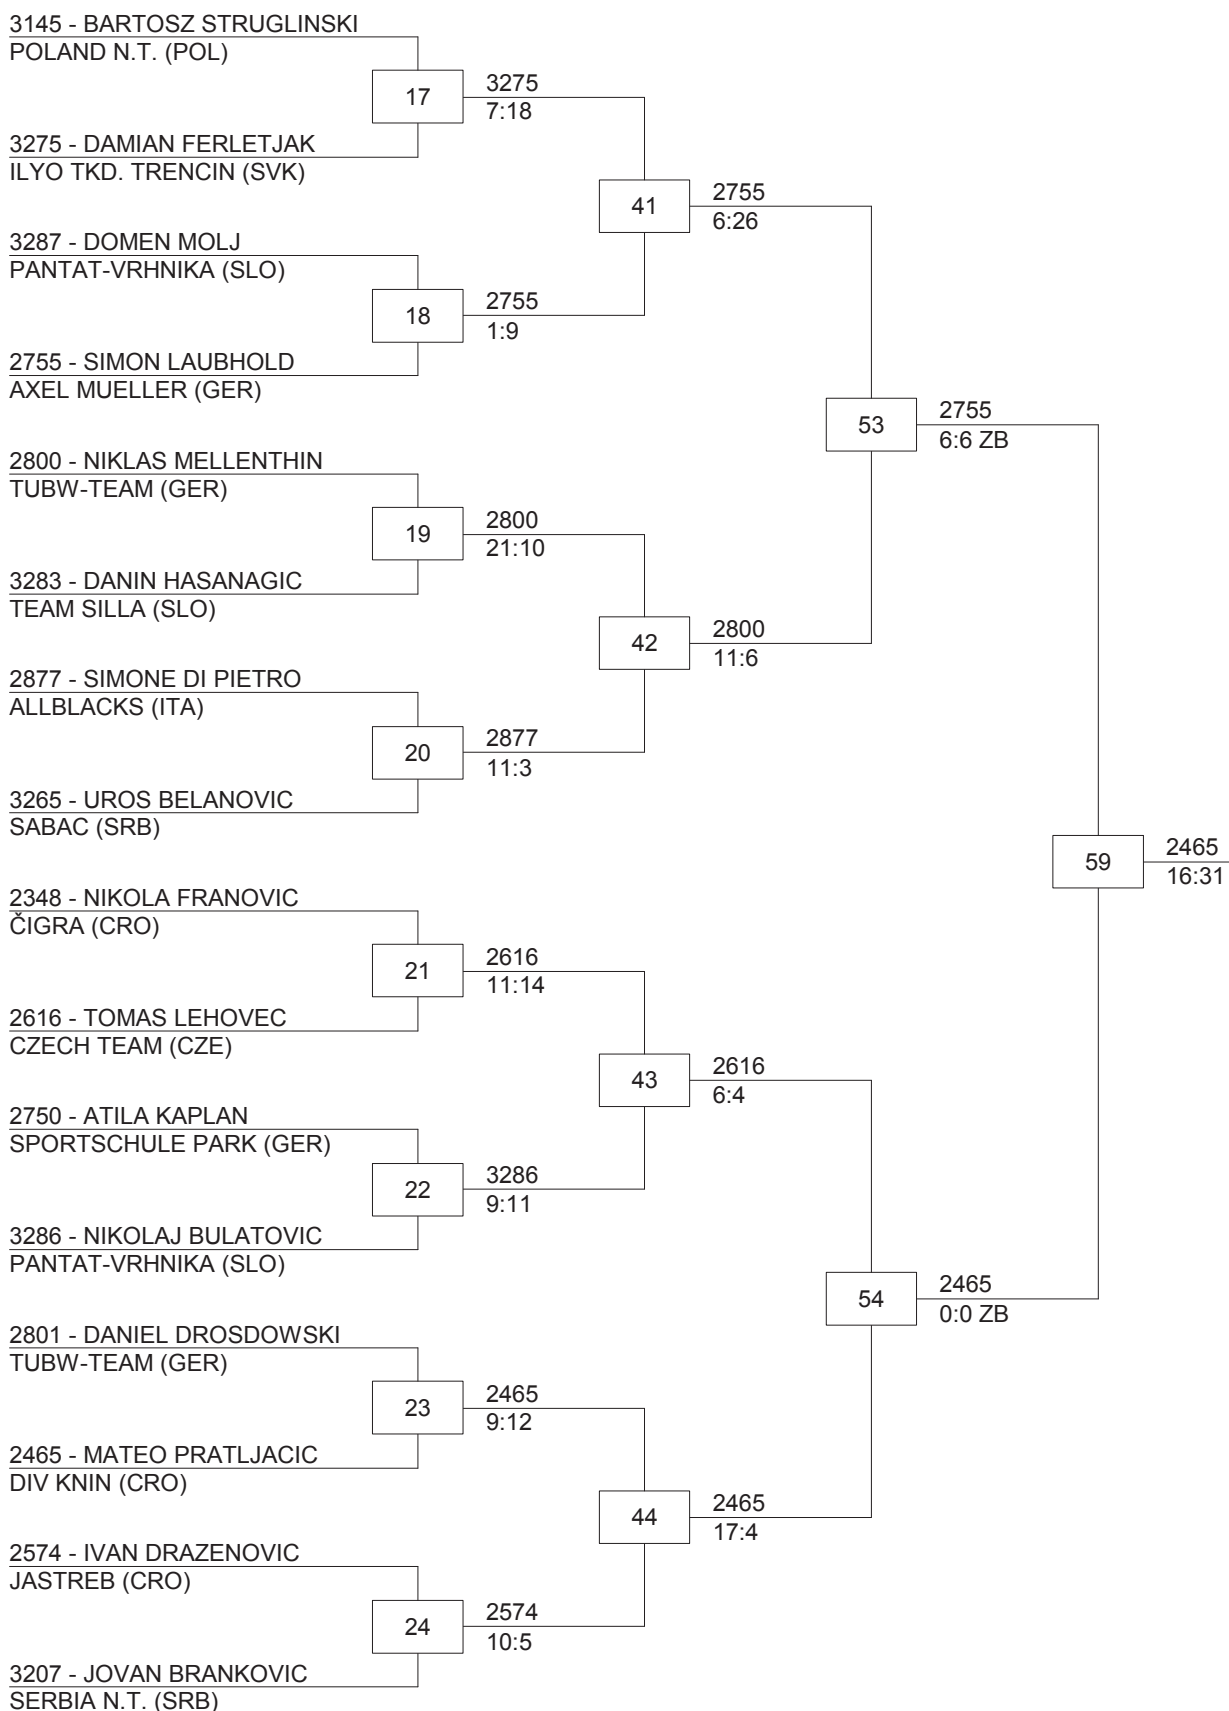 3145 - BARTOSZ STRUGLINSKI
POLAND N.T. (POL)
17
3275
7:18
3275 - DAMIAN FERLETJAK
ILYO TKD. TRENCIN (SVK)
41
2755
6:26
3287 - DOMEN MOLJ
PANTAT-VRHNIKA (SLO)
18
2755
1:9
2755 - SIMON LAUBHOLD
AXEL MUELLER (GER)
53
2755
6:6 ZB
2800 - NIKLAS MELLENTHIN
TUBW-TEAM (GER)
19
2800
21:10
3283 - DANIN HASANAGIC
TEAM SILLA (SLO)
42
2800
11:6
2877 - SIMONE DI PIETRO
ALLBLACKS (ITA)
20
2877
11:3
3265 - UROS BELANOVIC
SABAC (SRB)
59
2465
16:31
2348 - NIKOLA FRANOVIC
ČIGRA (CRO)
21
2616
11:14
2616 - TOMAS LEHOVEC
CZECH TEAM (CZE)
43
2616
6:4
2750 - ATILA KAPLAN
SPORTSCHULE PARK (GER)
22
3286
9:11
3286 - NIKOLAJ BULATOVIC
PANTAT-VRHNIKA (SLO)
54
2465
0:0 ZB
2801 - DANIEL DROSDOWSKI
TUBW-TEAM (GER)
23
2465
9:12
2465 - MATEO PRATLJACIC
DIV KNIN (CRO)
44
2465
17:4
2574 - IVAN DRAZENOVIC
JASTREB (CRO)
24
2574
10:5
3207 - JOVAN BRANKOVIC
SERBIA N.T. (SRB)